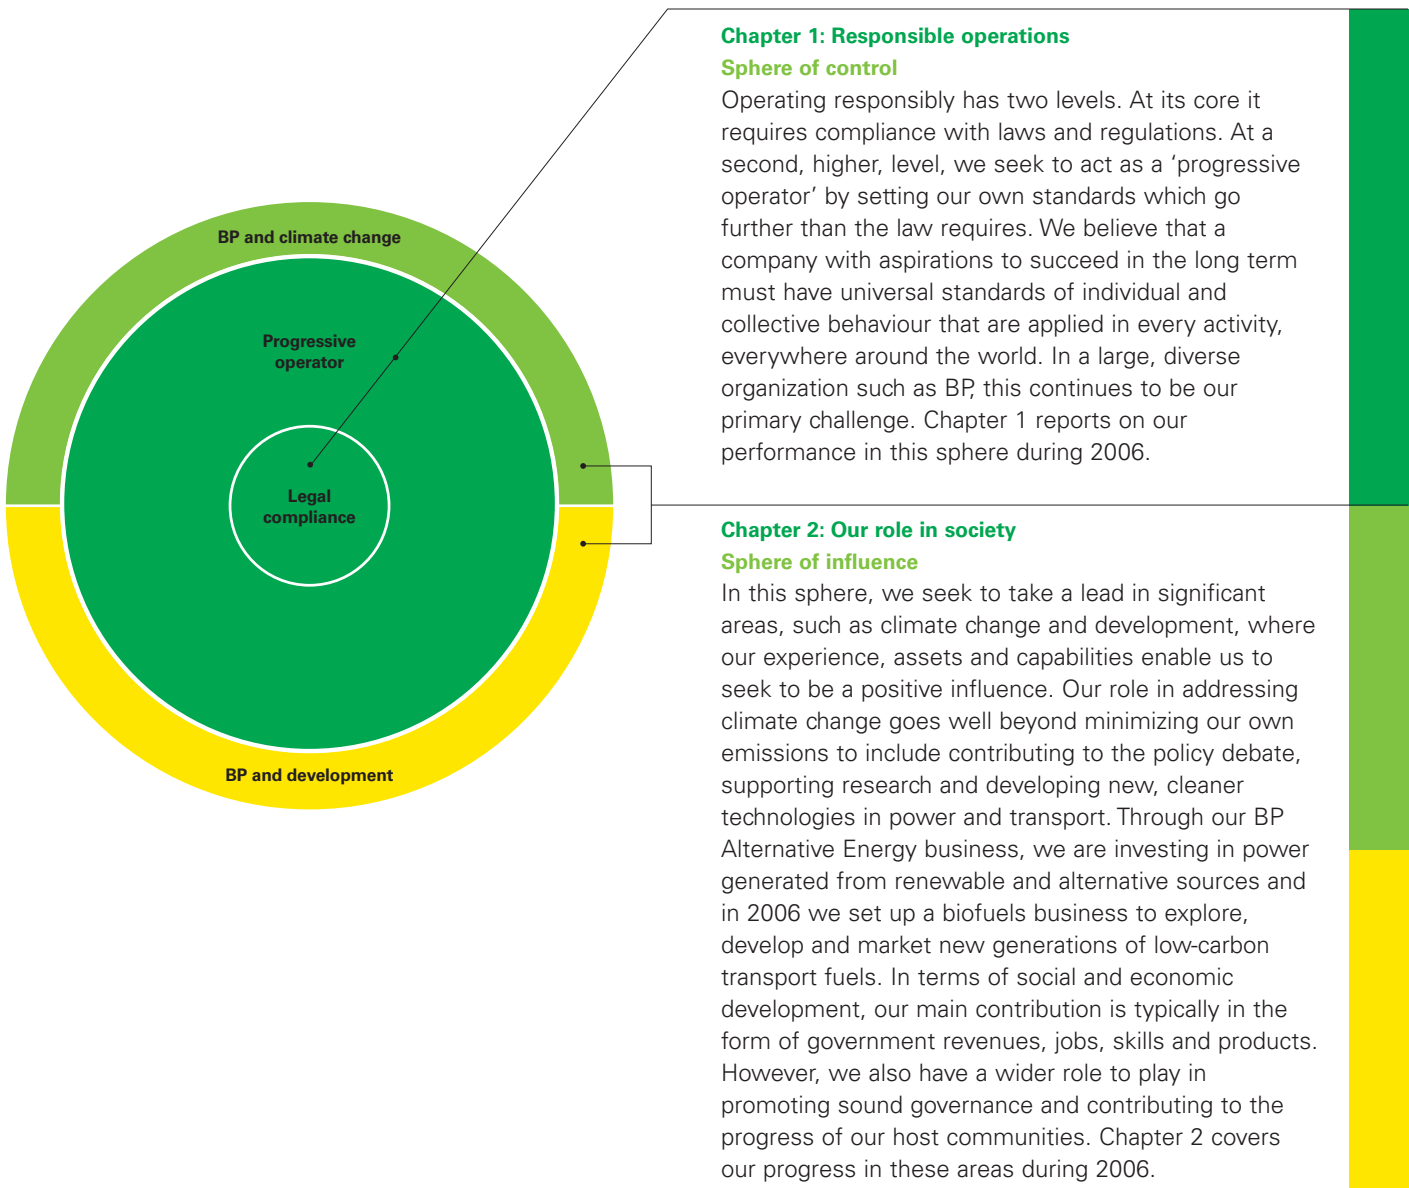 BP and climate change
Progressive
operator
Legal
compliance
BP and development
Chapter 1: Responsible operations
Sphere of control
Operating responsibly has two levels. At its core it
requires compliance with laws and regulations. At a
second, higher, level, we seek to act as a ‘progressive
operator’ by setting our own standards which go
further than the law requires. We believe that a
company with aspirations to succeed in the long term
must have universal standards of individual and
collective behaviour that are applied in every activity,
everywhere around the world. In a large, diverse
organization such as BP, this continues to be our
primary challenge. Chapter 1 reports on our
performance in this sphere during 2006.
Chapter 2: Our role in society
Sphere of influence
In this sphere, we seek to take a lead in significant
areas, such as climate change and development, where
our experience, assets and capabilities enable us to
seek to be a positive influence. Our role in addressing
climate change goes well beyond minimizing our own
emissions to include contributing to the policy debate,
supporting research and developing new, cleaner
technologies in power and transport. Through our BP
Alternative Energy business, we are investing in power
generated from renewable and alternative sources and
in 2006 we set up a biofuels business to explore,
develop and market new generations of low-carbon
transport fuels. In terms of social and economic
development, our main contribution is typically in the
form of government revenues, jobs, skills and products.
However, we also have a wider role to play in
promoting sound governance and contributing to the
progress of our host communities. Chapter 2 covers
our progress in these areas during 2006.